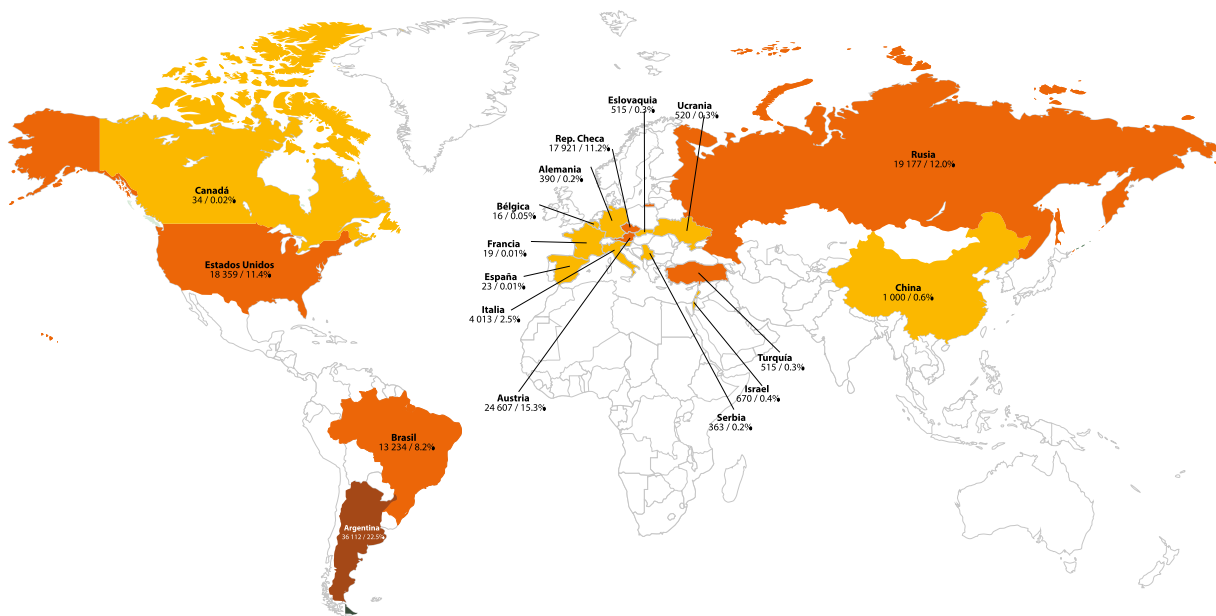 Eslovaquia
515 / 0.3%
Ucrania
520 / 0.3%
Rep. Checa
17 921 / 11.2%
Rusia
19 177 / 12.0%
Alemania
390 / 0.2%
Canadá
34 / 0.02%
Bélgica
16 / 0.05%
Francia
19 / 0.01%
Estados Unidos
18 359 / 11.4%
España
23 / 0.01%
China
1 000 / 0.6%
Italia
4 013 / 2.5%
Turquía
515 / 0.3%
Israel
670 / 0.4%
Austria
24 607 / 15.3%
Serbia
363 / 0.2%
Brasil
13 234 / 8.2%
Argentina
36 112 / 22.5%